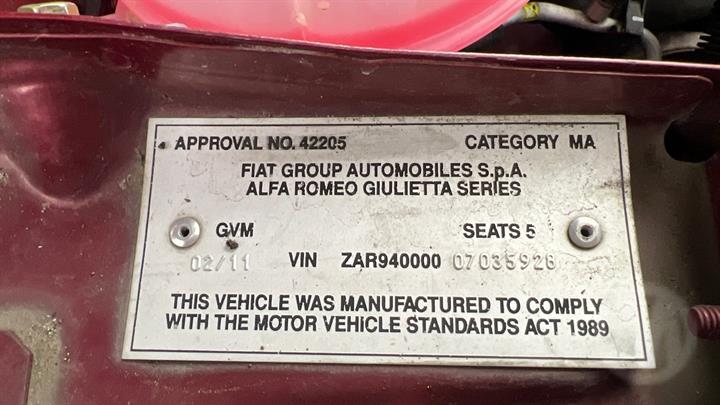 APPROVAL NO. 42205 CATEGORY MA
FIAT GROUP AUTOMOBILES S.p.A.
ALFA ROMEO GIULIETTA SERIES
GVM SEATS 5
02/11 VIN ZAR940000 07035928
THIS VEHICLE WAS MANUFACTURED TO COMPLY
WITH THE MOTOR VEHICLE STANDARDS ACT 1989